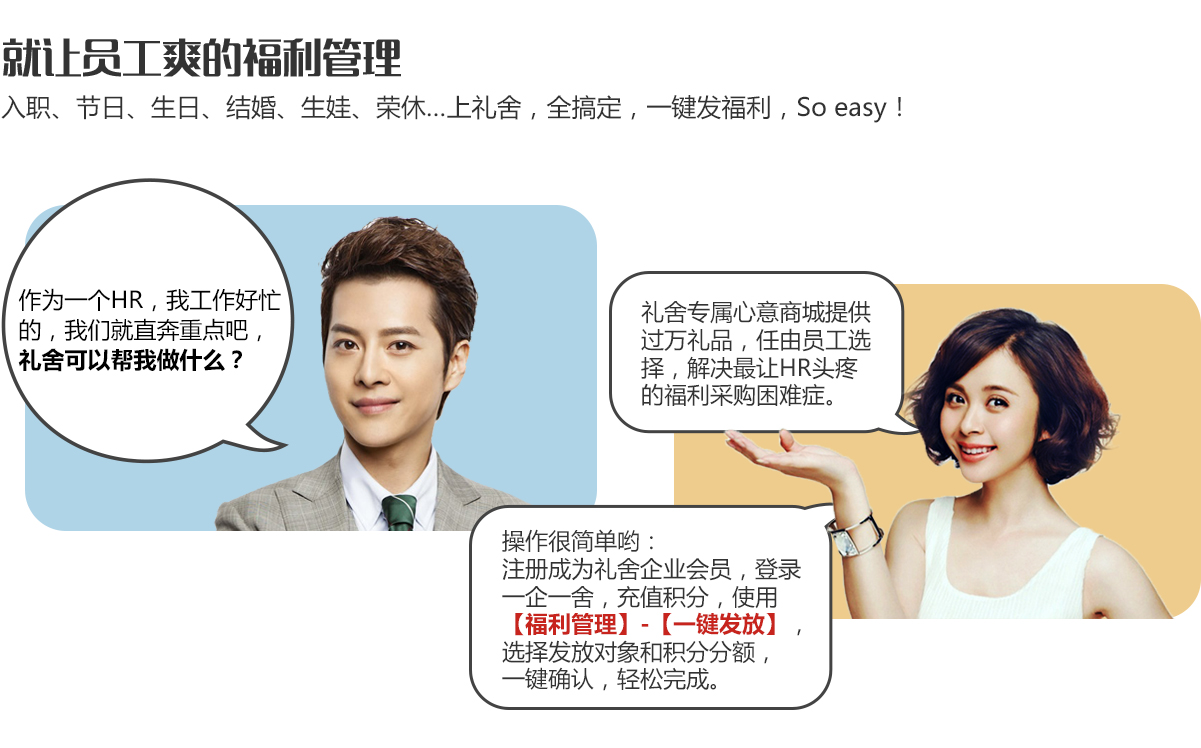 就让员工爽的福利管理
入职、节日、生日、结婚、生娃、荣休...上礼舍，全搞定，一键发福利，So easy！
作为一个HR，我工作好忙
的，我们就直奔重点吧，
礼舍可以帮我做什么？
礼舍专属心意商城提供
过万礼品，任由员工选
择，解决最让HR头疼
的福利采购困难症。
操作很简单哟：
注册成为礼舍企业会员，登录
一企一舍，充值积分，使用
【福利管理】-【一键发放】，
选择发放对象和积分分额，
一键确认，轻松完成。